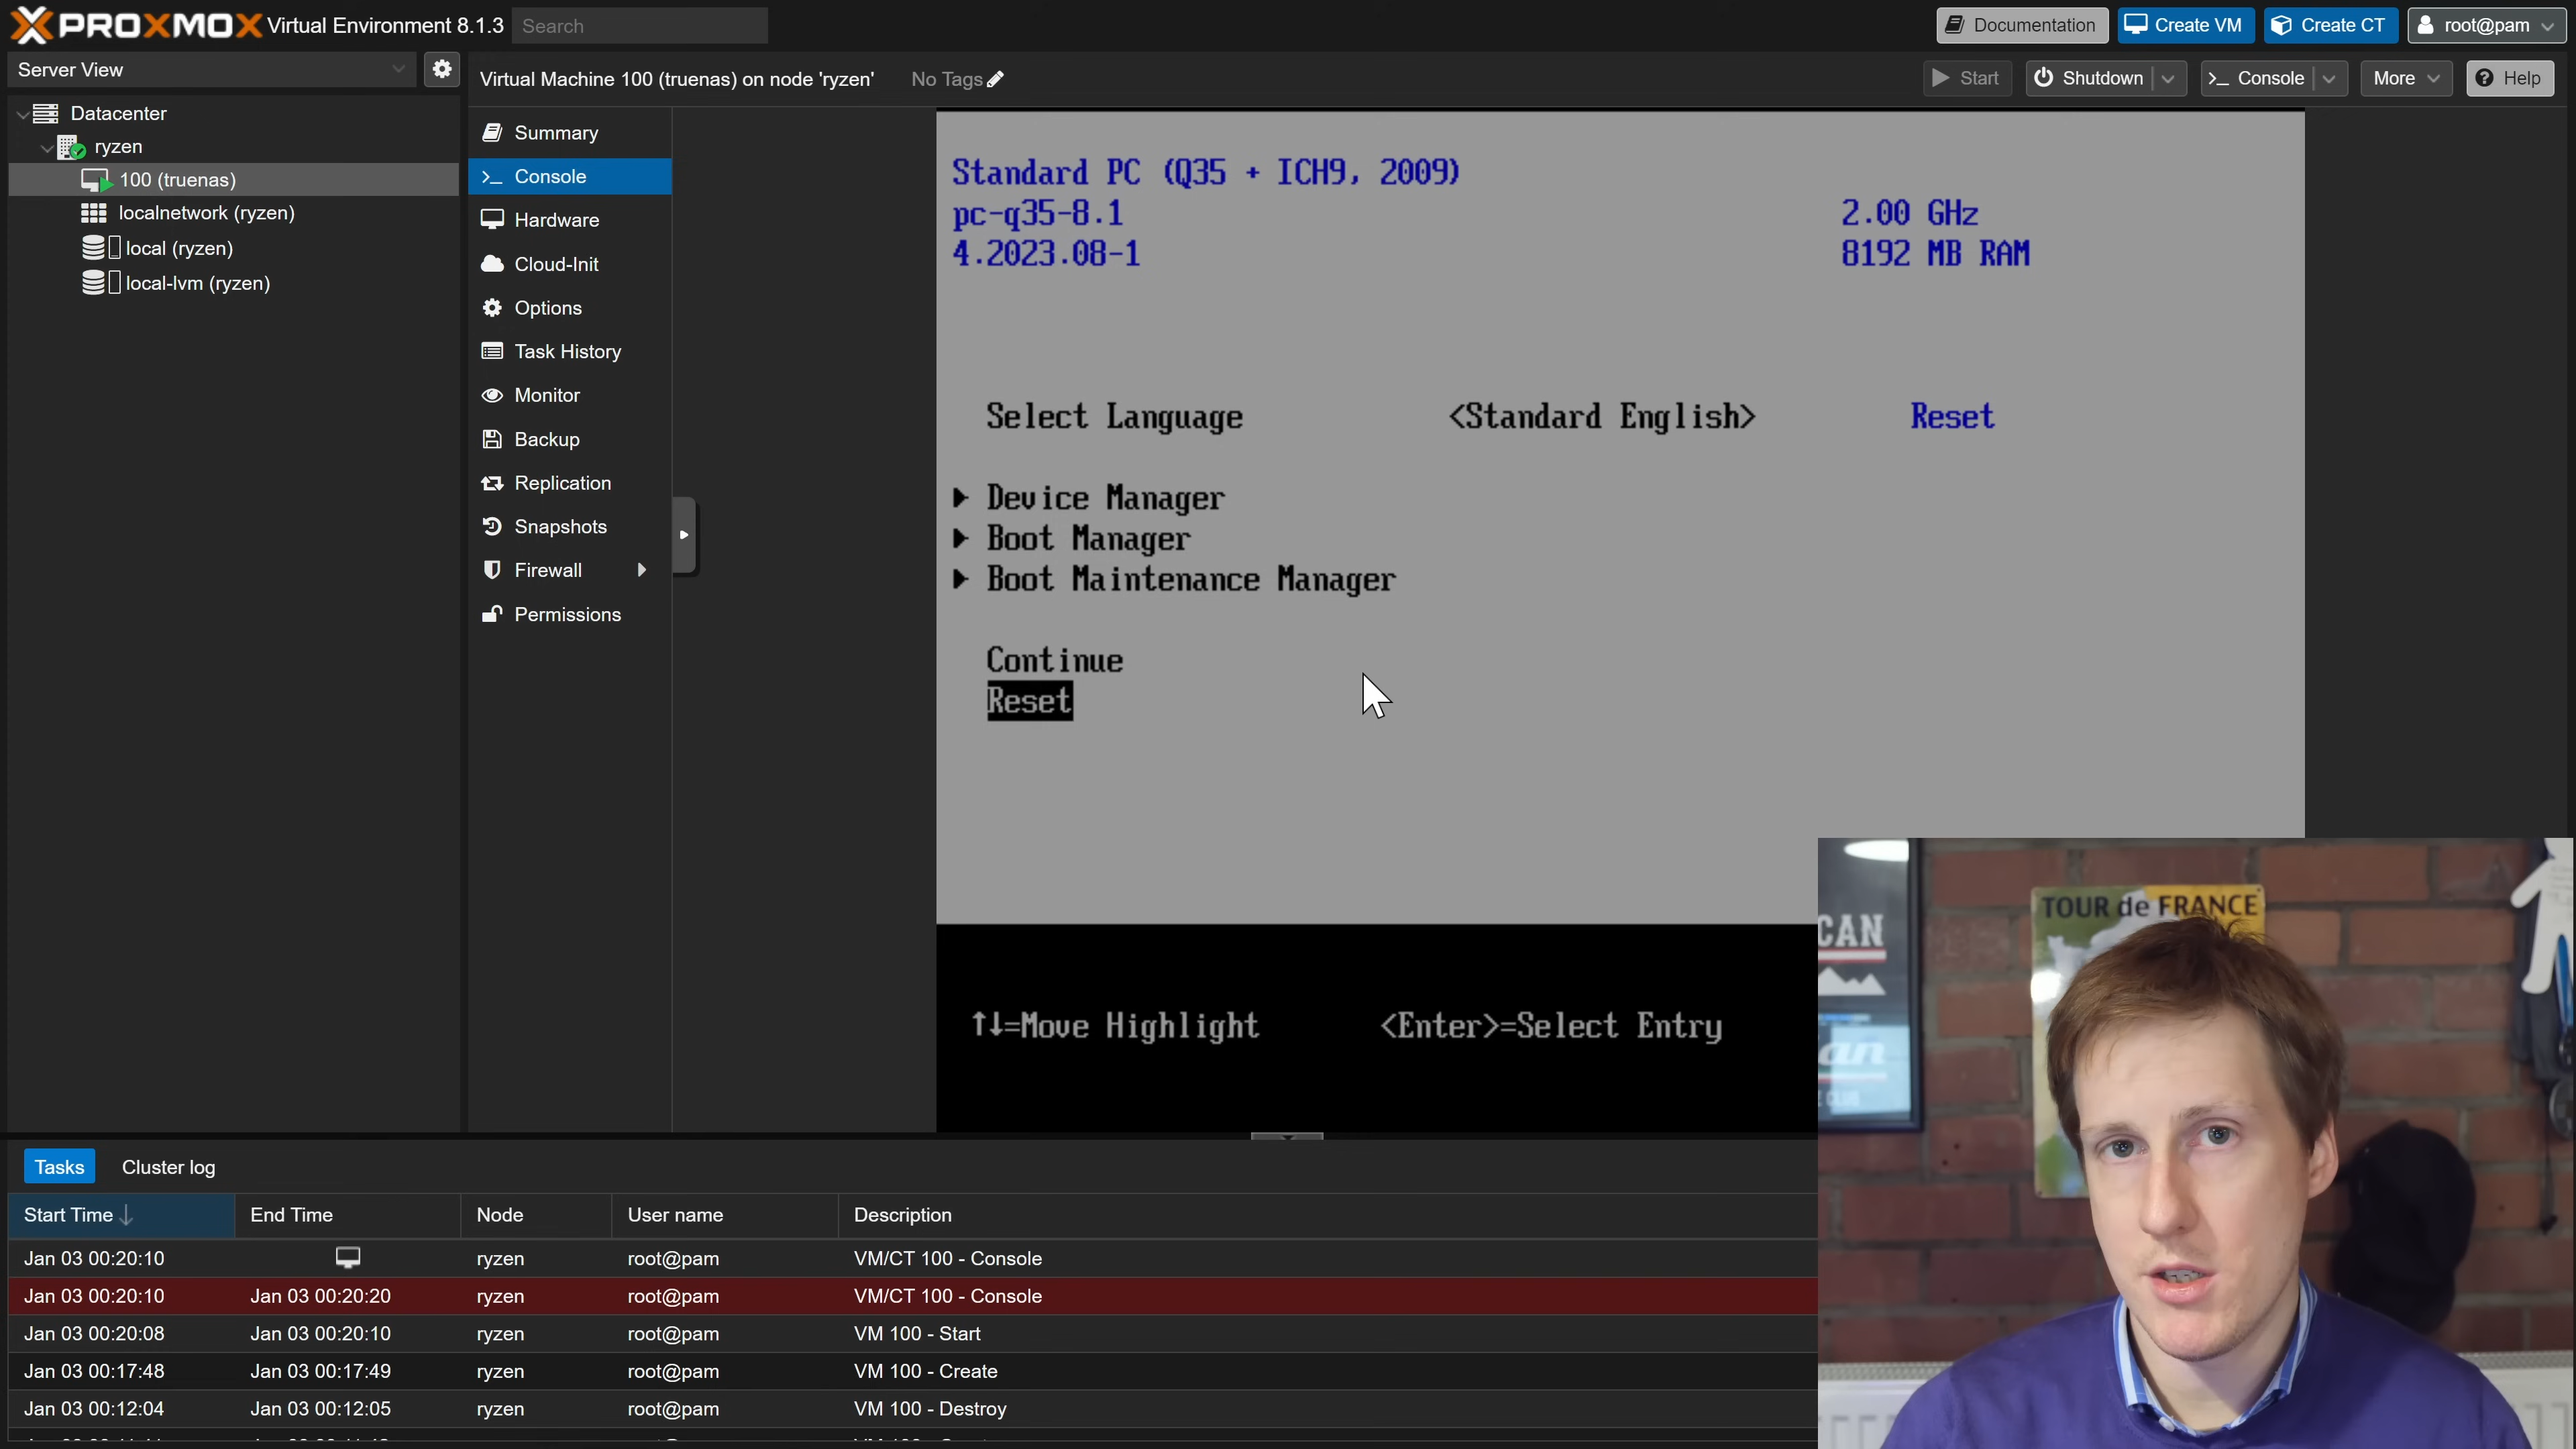 PROXMOX Virtual Environment 8.1.3 Search Documentation Create VM Create CT root@pam
Server View
Virtual Machine 100 (truenas) on node 'ryzen' No Tags Start Shutdown Console More Help
Datacenter
ryzen
100 (truenas)
localnetwork (ryzen)
local (ryzen)
local-lvm (ryzen)
Summary
Console
Hardware
Cloud-Init
Options
Task History
Monitor
Backup
Replication
Snapshots
Firewall
Permissions
Standard PC (Q35 + ICH9, 2009)
pc-q35-8.1 2.00 GHz
4.2023.08-1 8192 MB RAM
Select Language <Standard English> Reset
Device Manager
Boot Manager
Boot Maintenance Manager
Continue
Reset
↑↓=Move Highlight <Enter>=Select Entry
TOUR de FRANCE
CAN
an
Tasks Cluster log
Start Time End Time Node User name Description
Jan 03 00:20:10 ryzen root@pam VM/CT 100 - Console
Jan 03 00:20:10 Jan 03 00:20:20 ryzen root@pam VM/CT 100 - Console
Jan 03 00:20:08 Jan 03 00:20:10 ryzen root@pam VM 100 - Start
Jan 03 00:17:48 Jan 03 00:17:49 ryzen root@pam VM 100 - Create
Jan 03 00:12:04 Jan 03 00:12:05 ryzen root@pam VM 100 - Destroy